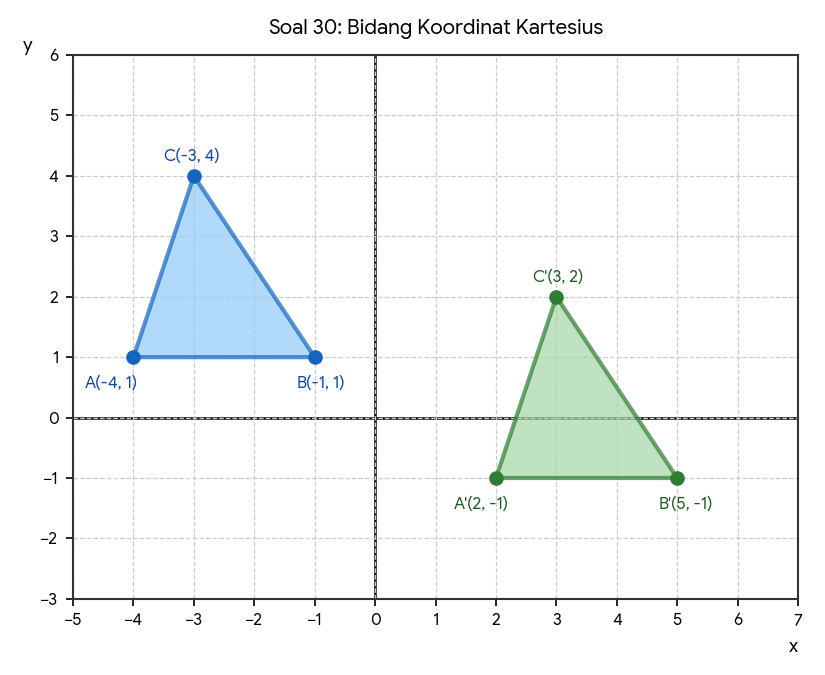 Soal 30: Bidang Koordinat Kartesius
y
6
5
4
3
2
1
0
−1
−2
−3
C(-3, 4)
A(-4, 1)
B(-1, 1)
C'(3, 2)
A'(2, -1)
B'(5, -1)
−5 −4 −3 −2 −1 0 1 2 3 4 5 6 7
x